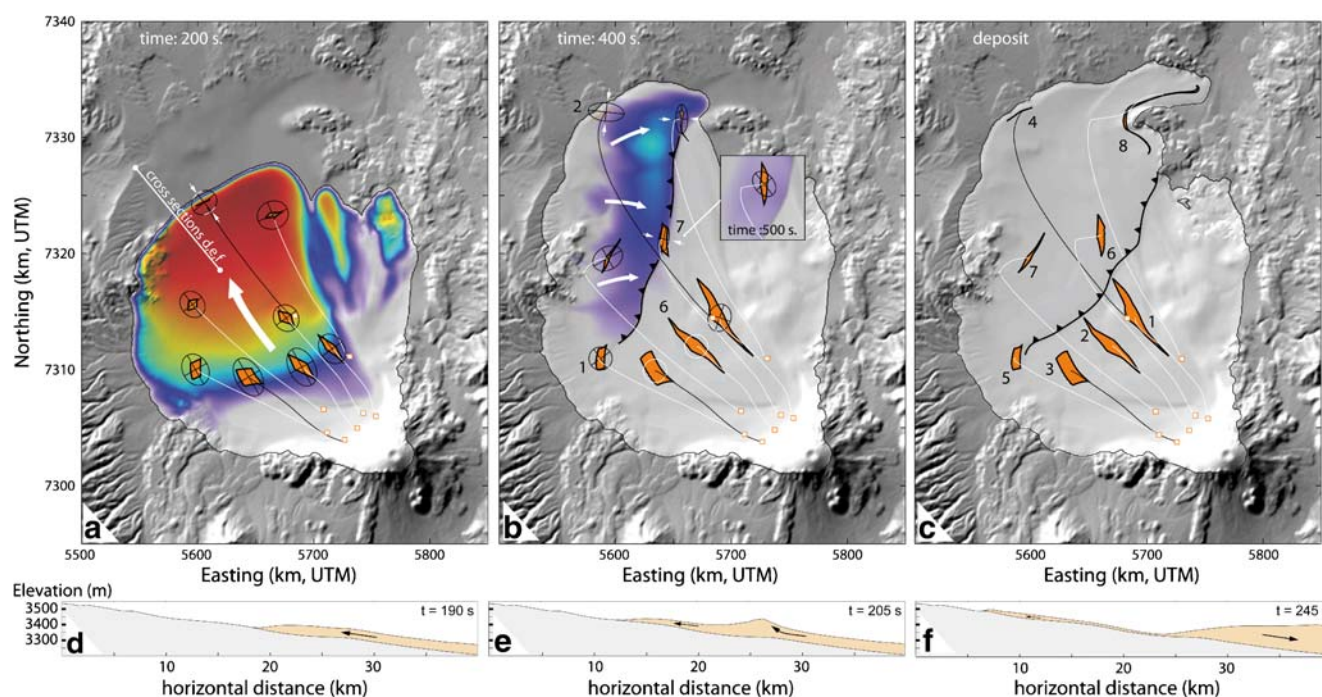 7340
7330
7320
7310
7300
Northing (km, UTM)
time: 200 s.
cross sections d,e,f
a
5500
5600
5700
5850
Easting (km, UTM)
time: 400 s.
2
7
time :500 s.
6
1
b
5600
5700
5850
Easting (km, UTM)
deposit
4
8
6
7
1
2
3
5
c
5600
5700
5850
Easting (km, UTM)
Elevation (m)
3500
3400
3300
d
t = 190 s
10
20
30
horizontal distance (km)
e
t = 205 s
10
20
30
horizontal distance (km)
f
t = 245
10
20
30
horizontal distance (km)